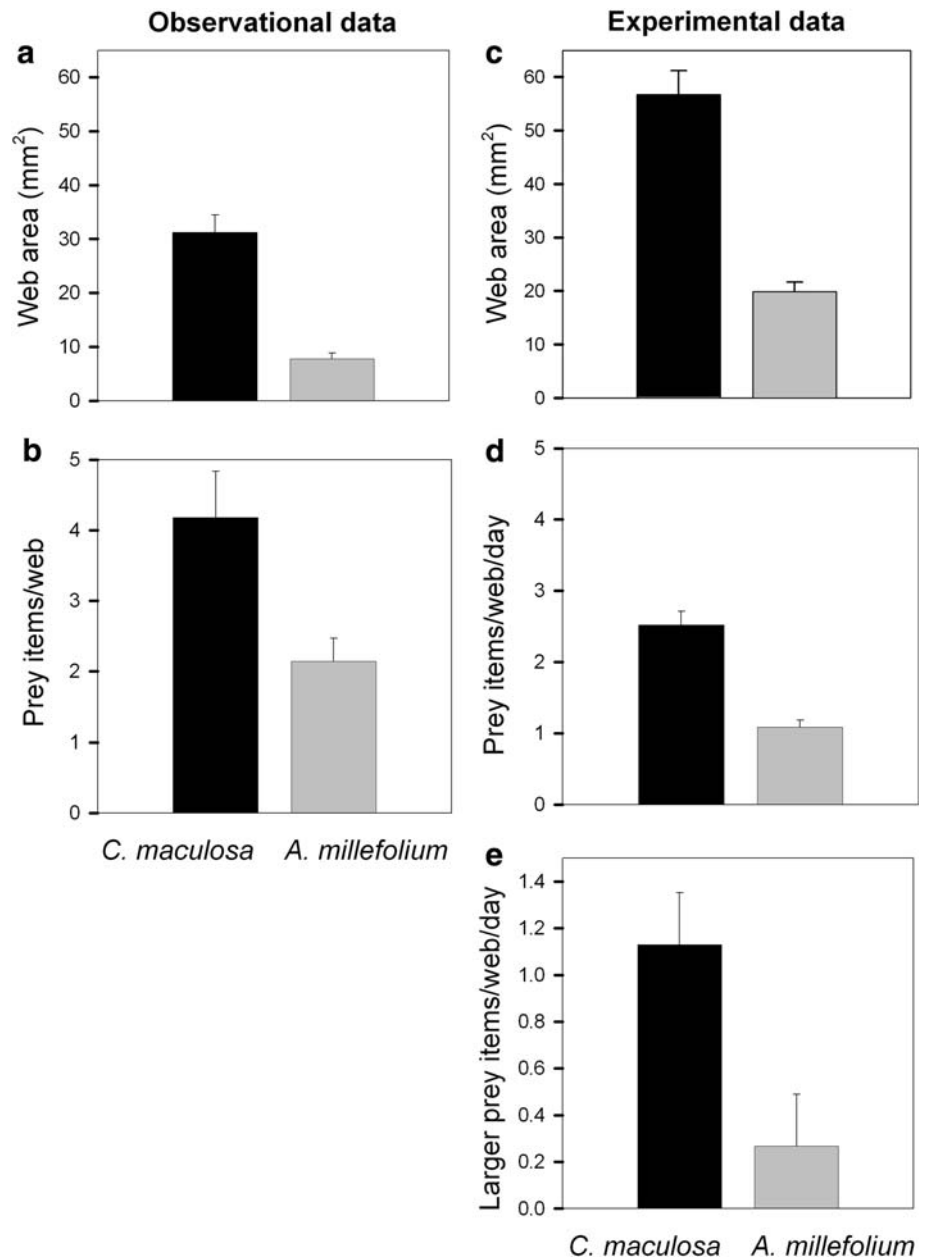 Observational data
a
60
50
40
30
20
10
0
Web area (mm²)
b
5
4
3
2
1
0
Prey items/web
C. maculosa A. millefolium
Experimental data
c
60
50
40
30
20
10
0
Web area (mm²)
d
5
4
3
2
1
0
Prey items/web/day
e
1.4
1.2
1.0
0.8
0.6
0.4
0.2
0.0
Larger prey items/web/day
C. maculosa A. millefolium